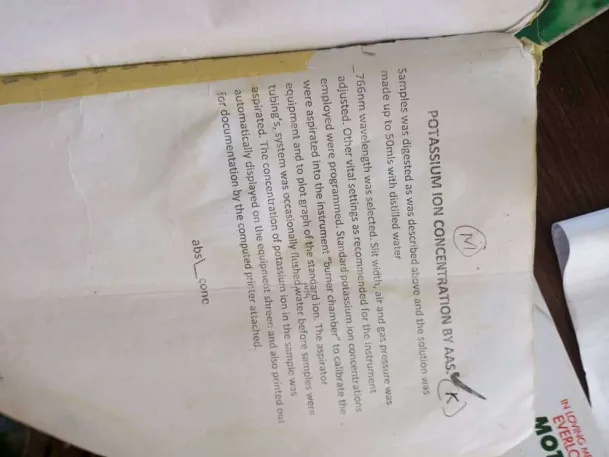 (M)
POTASSIUM ION CONCENTRATION BY AAS. (K)
Samples was digested as was described above and the solution was
made up to 50mls with distilled water
_766nm wavelength was selected. Slit width, air and gas pressure was
adjusted. Other vital settings as recommended for the instrument
employed were programmed. Standard potassium ion concentrations
were aspirated into the instrument "burner chamber" to calibrate the
equipment and to plot graph of the standard ion. The aspirator
tubing's, system was occasionally flushed water before samples were
aspirated. The concentration of potassium ion in the sample was
automatically displayed on the equipment shreen and also printed out
for documentation by the computed printer attached.
abs\_conc
IN LOVING
EVERL
MOT